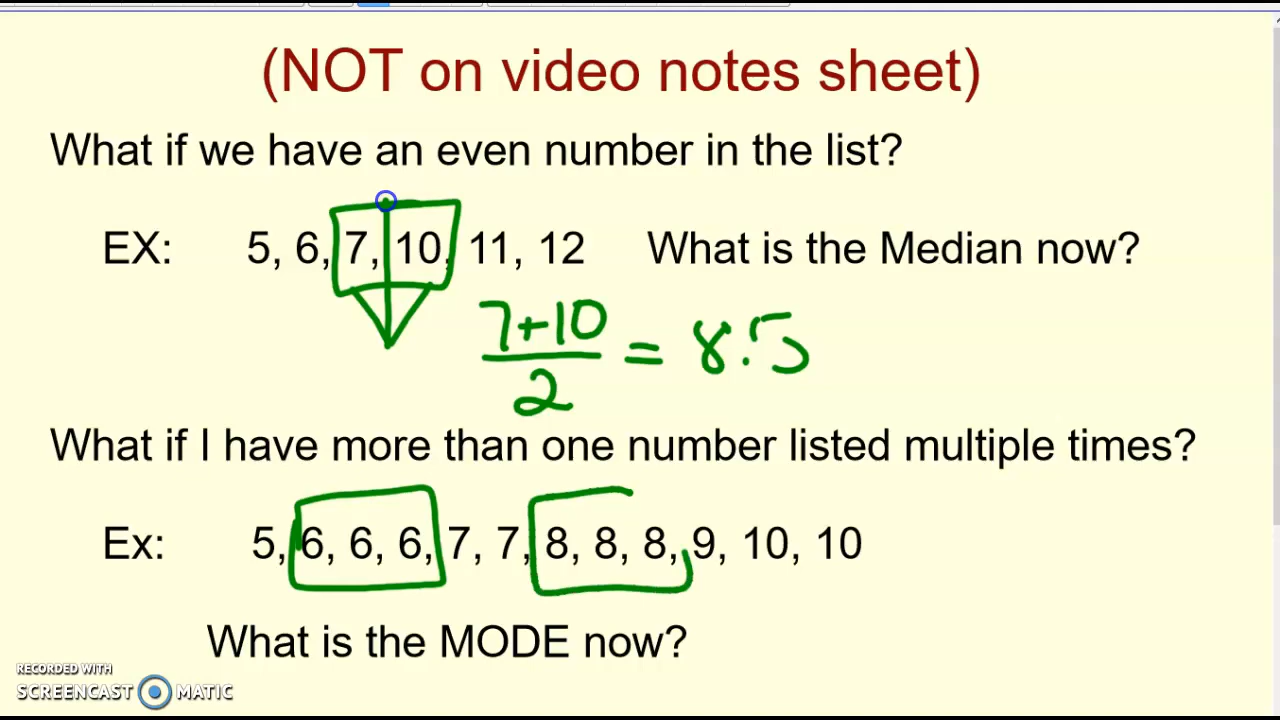 (NOT on video notes sheet)
What if we have an even number in the list?
EX: 5, 6, 7, 10, 11, 12 What is the Median now?
7+10
2
= 8.5
What if I have more than one number listed multiple times?
Ex: 5, 6, 6, 6, 7, 7, 8, 8, 8, 9, 10, 10
What is the MODE now?
RECORDED WITH
SCREENCAST MATIC